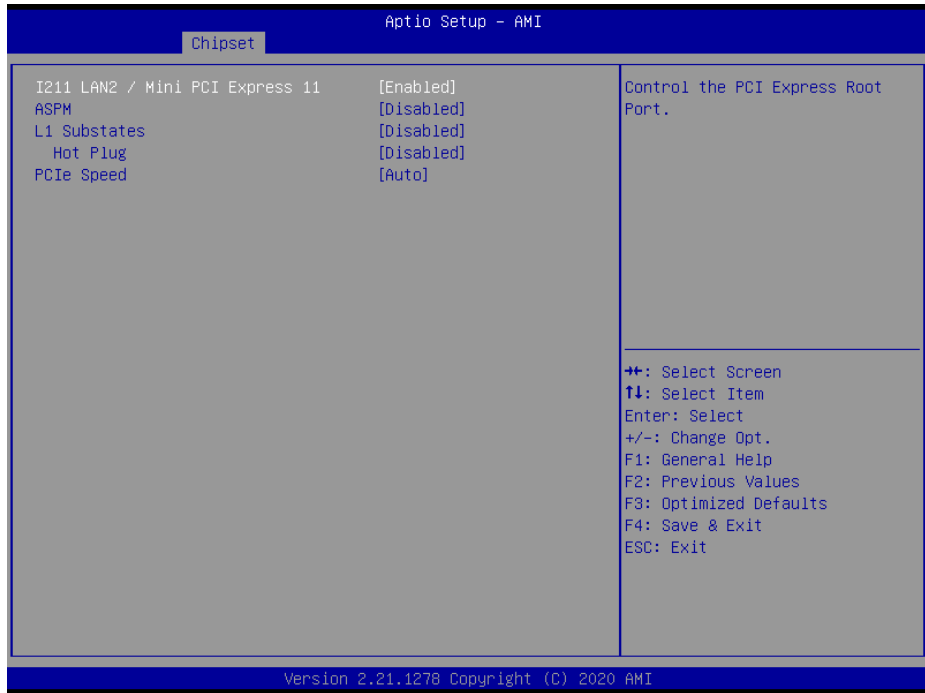 Aptio Setup – AMI
Chipset
I211 LAN2 / Mini PCI Express 11 [Enabled]
ASPM [Disabled]
L1 Substates [Disabled]
Hot Plug [Disabled]
PCIe Speed [Auto]
Control the PCI Express Root
Port.
→←: Select Screen
↑↓: Select Item
Enter: Select
+/-: Change Opt.
F1: General Help
F2: Previous Values
F3: Optimized Defaults
F4: Save & Exit
ESC: Exit
Version 2.21.1278 Copyright (C) 2020 AMI